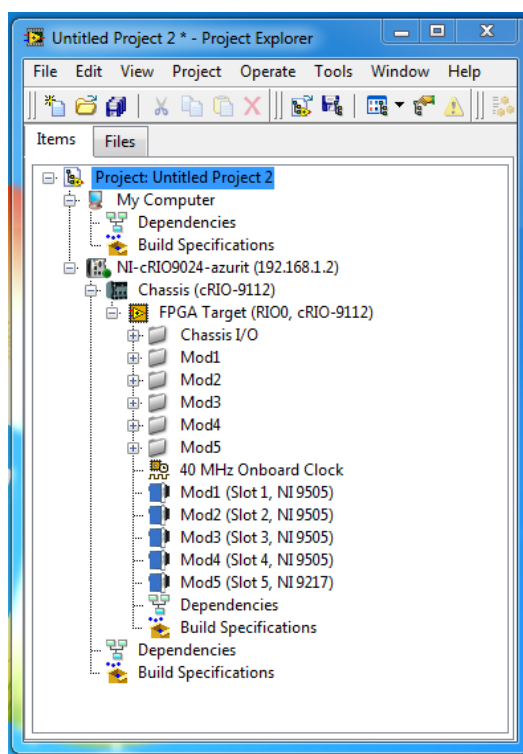 Untitled Project 2 * - Project Explorer
File Edit View Project Operate Tools Window Help
Items Files
Project: Untitled Project 2
My Computer
Dependencies
Build Specifications
NI-cRIO9024-azurit (192.168.1.2)
Chassis (cRIO-9112)
FPGA Target (RIO0, cRIO-9112)
Chassis I/O
Mod1
Mod2
Mod3
Mod4
Mod5
40 MHz Onboard Clock
Mod1 (Slot 1, NI 9505)
Mod2 (Slot 2, NI 9505)
Mod3 (Slot 3, NI 9505)
Mod4 (Slot 4, NI 9505)
Mod5 (Slot 5, NI 9217)
Dependencies
Build Specifications
Dependencies
Build Specifications